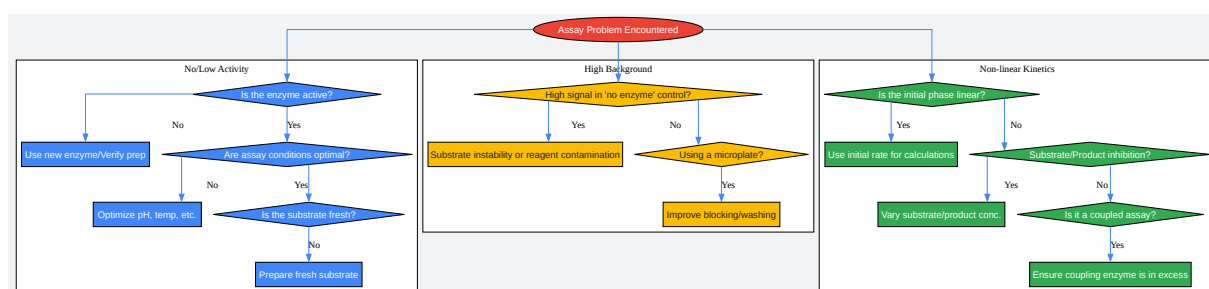 Assay Problem Encountered
No/Low Activity
High Background
Non-linear Kinetics
Is the enzyme active?
High signal in 'no enzyme' control?
Is the initial phase linear?
No
Yes
Yes
No
Yes
No
Use new enzyme/Verify prep
Are assay conditions optimal?
Substrate instability or reagent contamination
Using a microplate?
Use initial rate for calculations
Substrate/Product inhibition?
No
Yes
Yes
Yes
No
Optimize pH, temp, etc.
Is the substrate fresh?
Improve blocking/washing
Vary substrate/product conc.
Is it a coupled assay?
No
Yes
Prepare fresh substrate
Ensure coupling enzyme is in excess